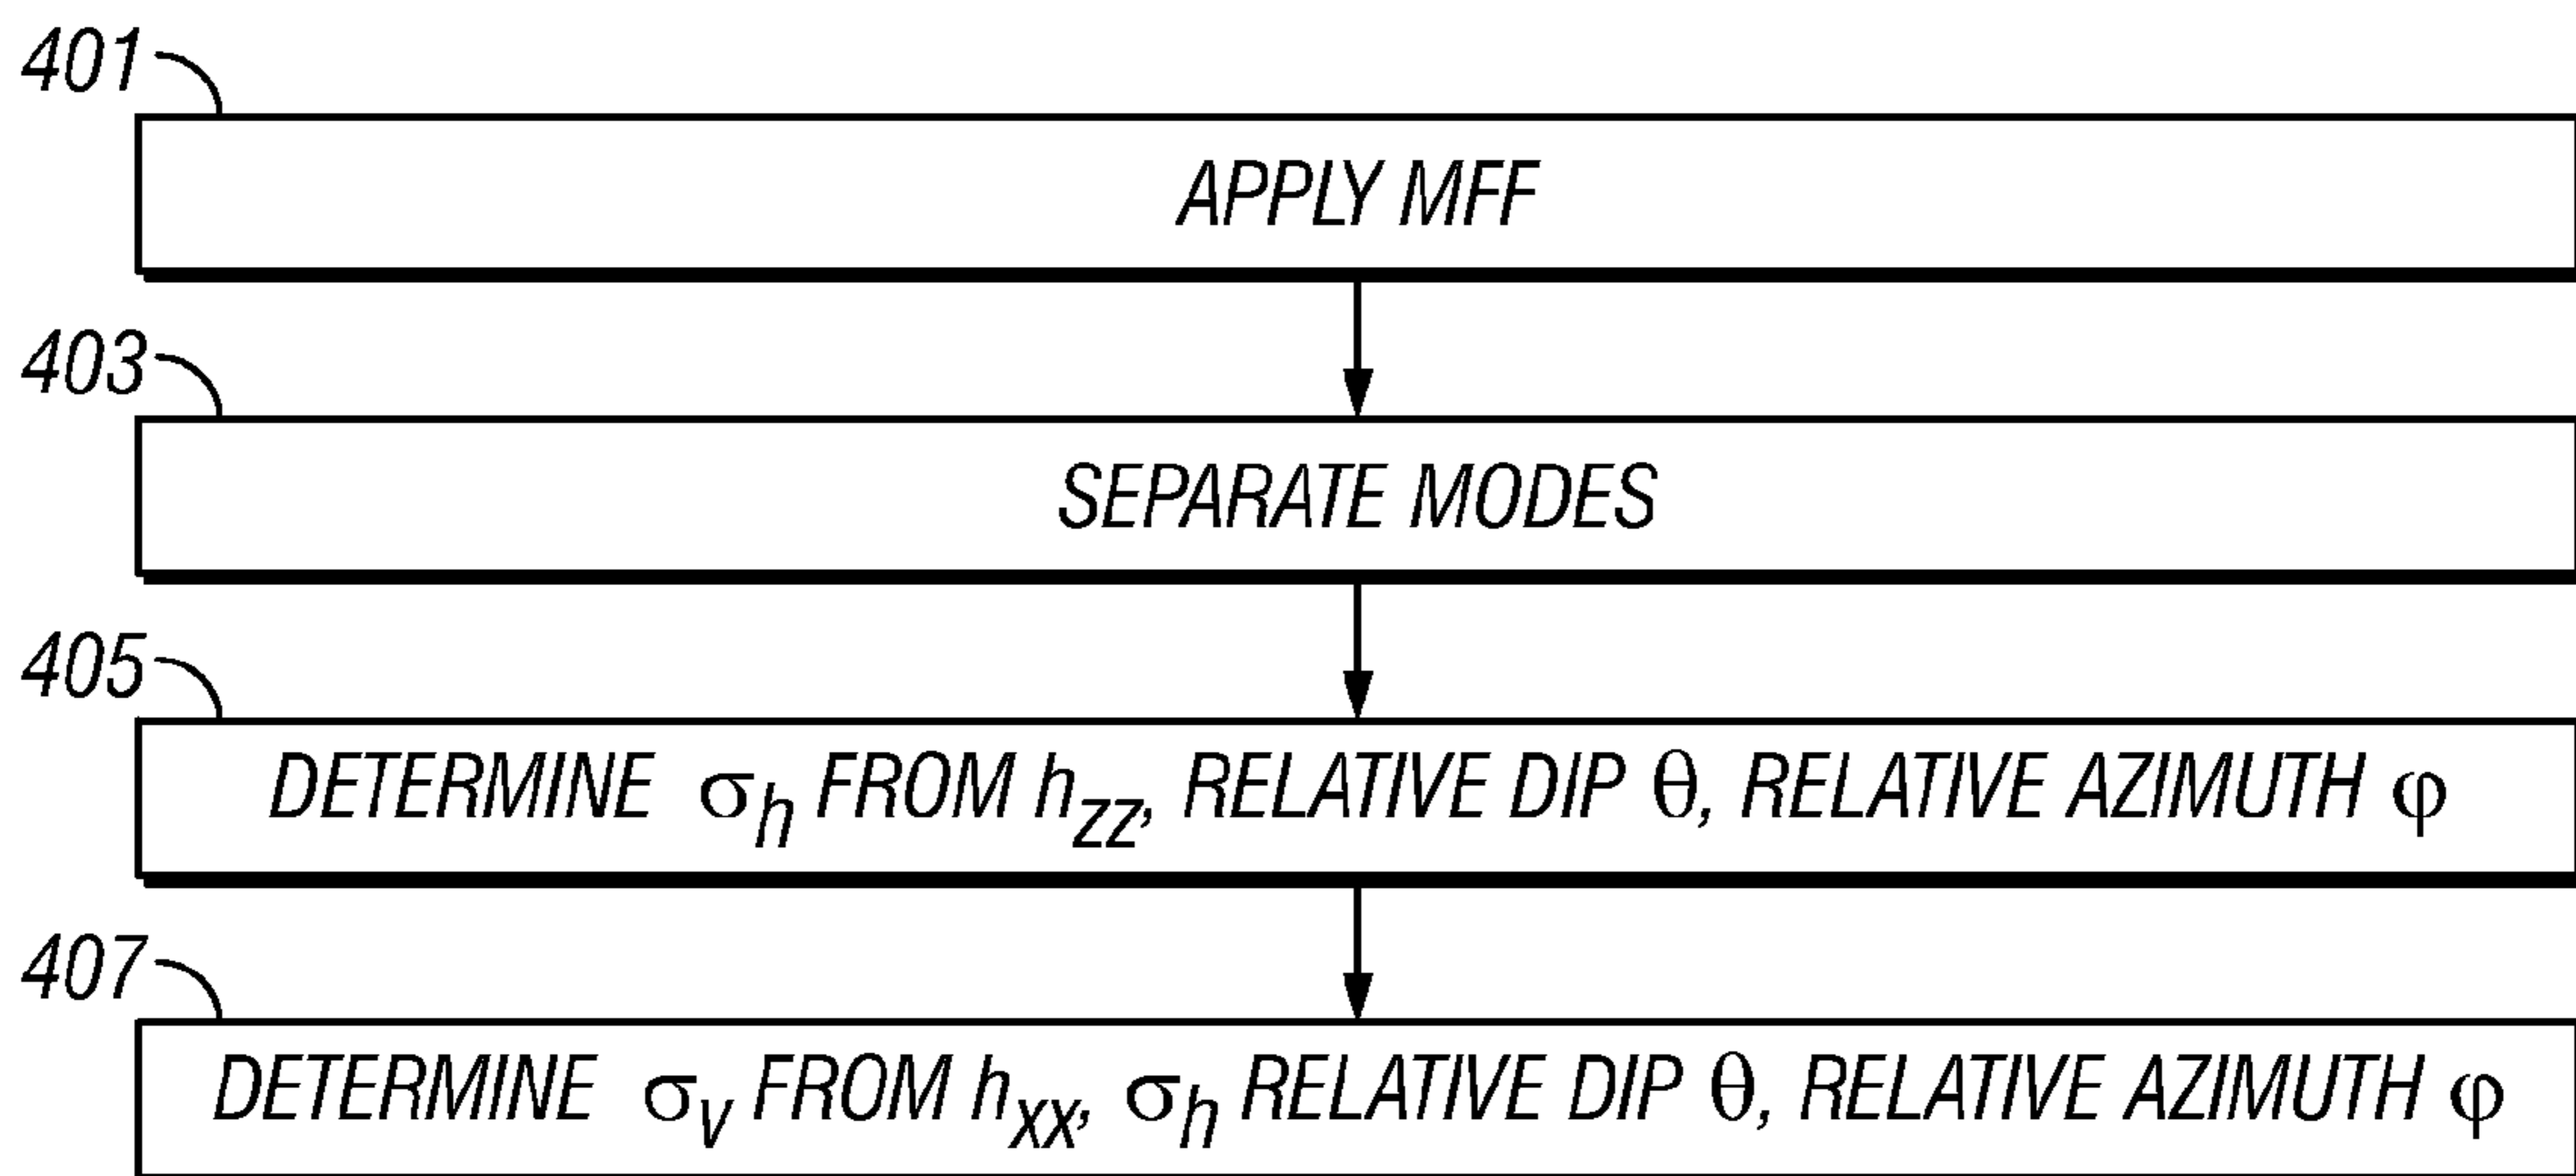 401
APPLY MFF
403
SEPARATE MODES
405
DETERMINE σh FROM hzz, RELATIVE DIP θ, RELATIVE AZIMUTH φ
407
DETERMINE σv FROM hxx, σh RELATIVE DIP θ, RELATIVE AZIMUTH φ